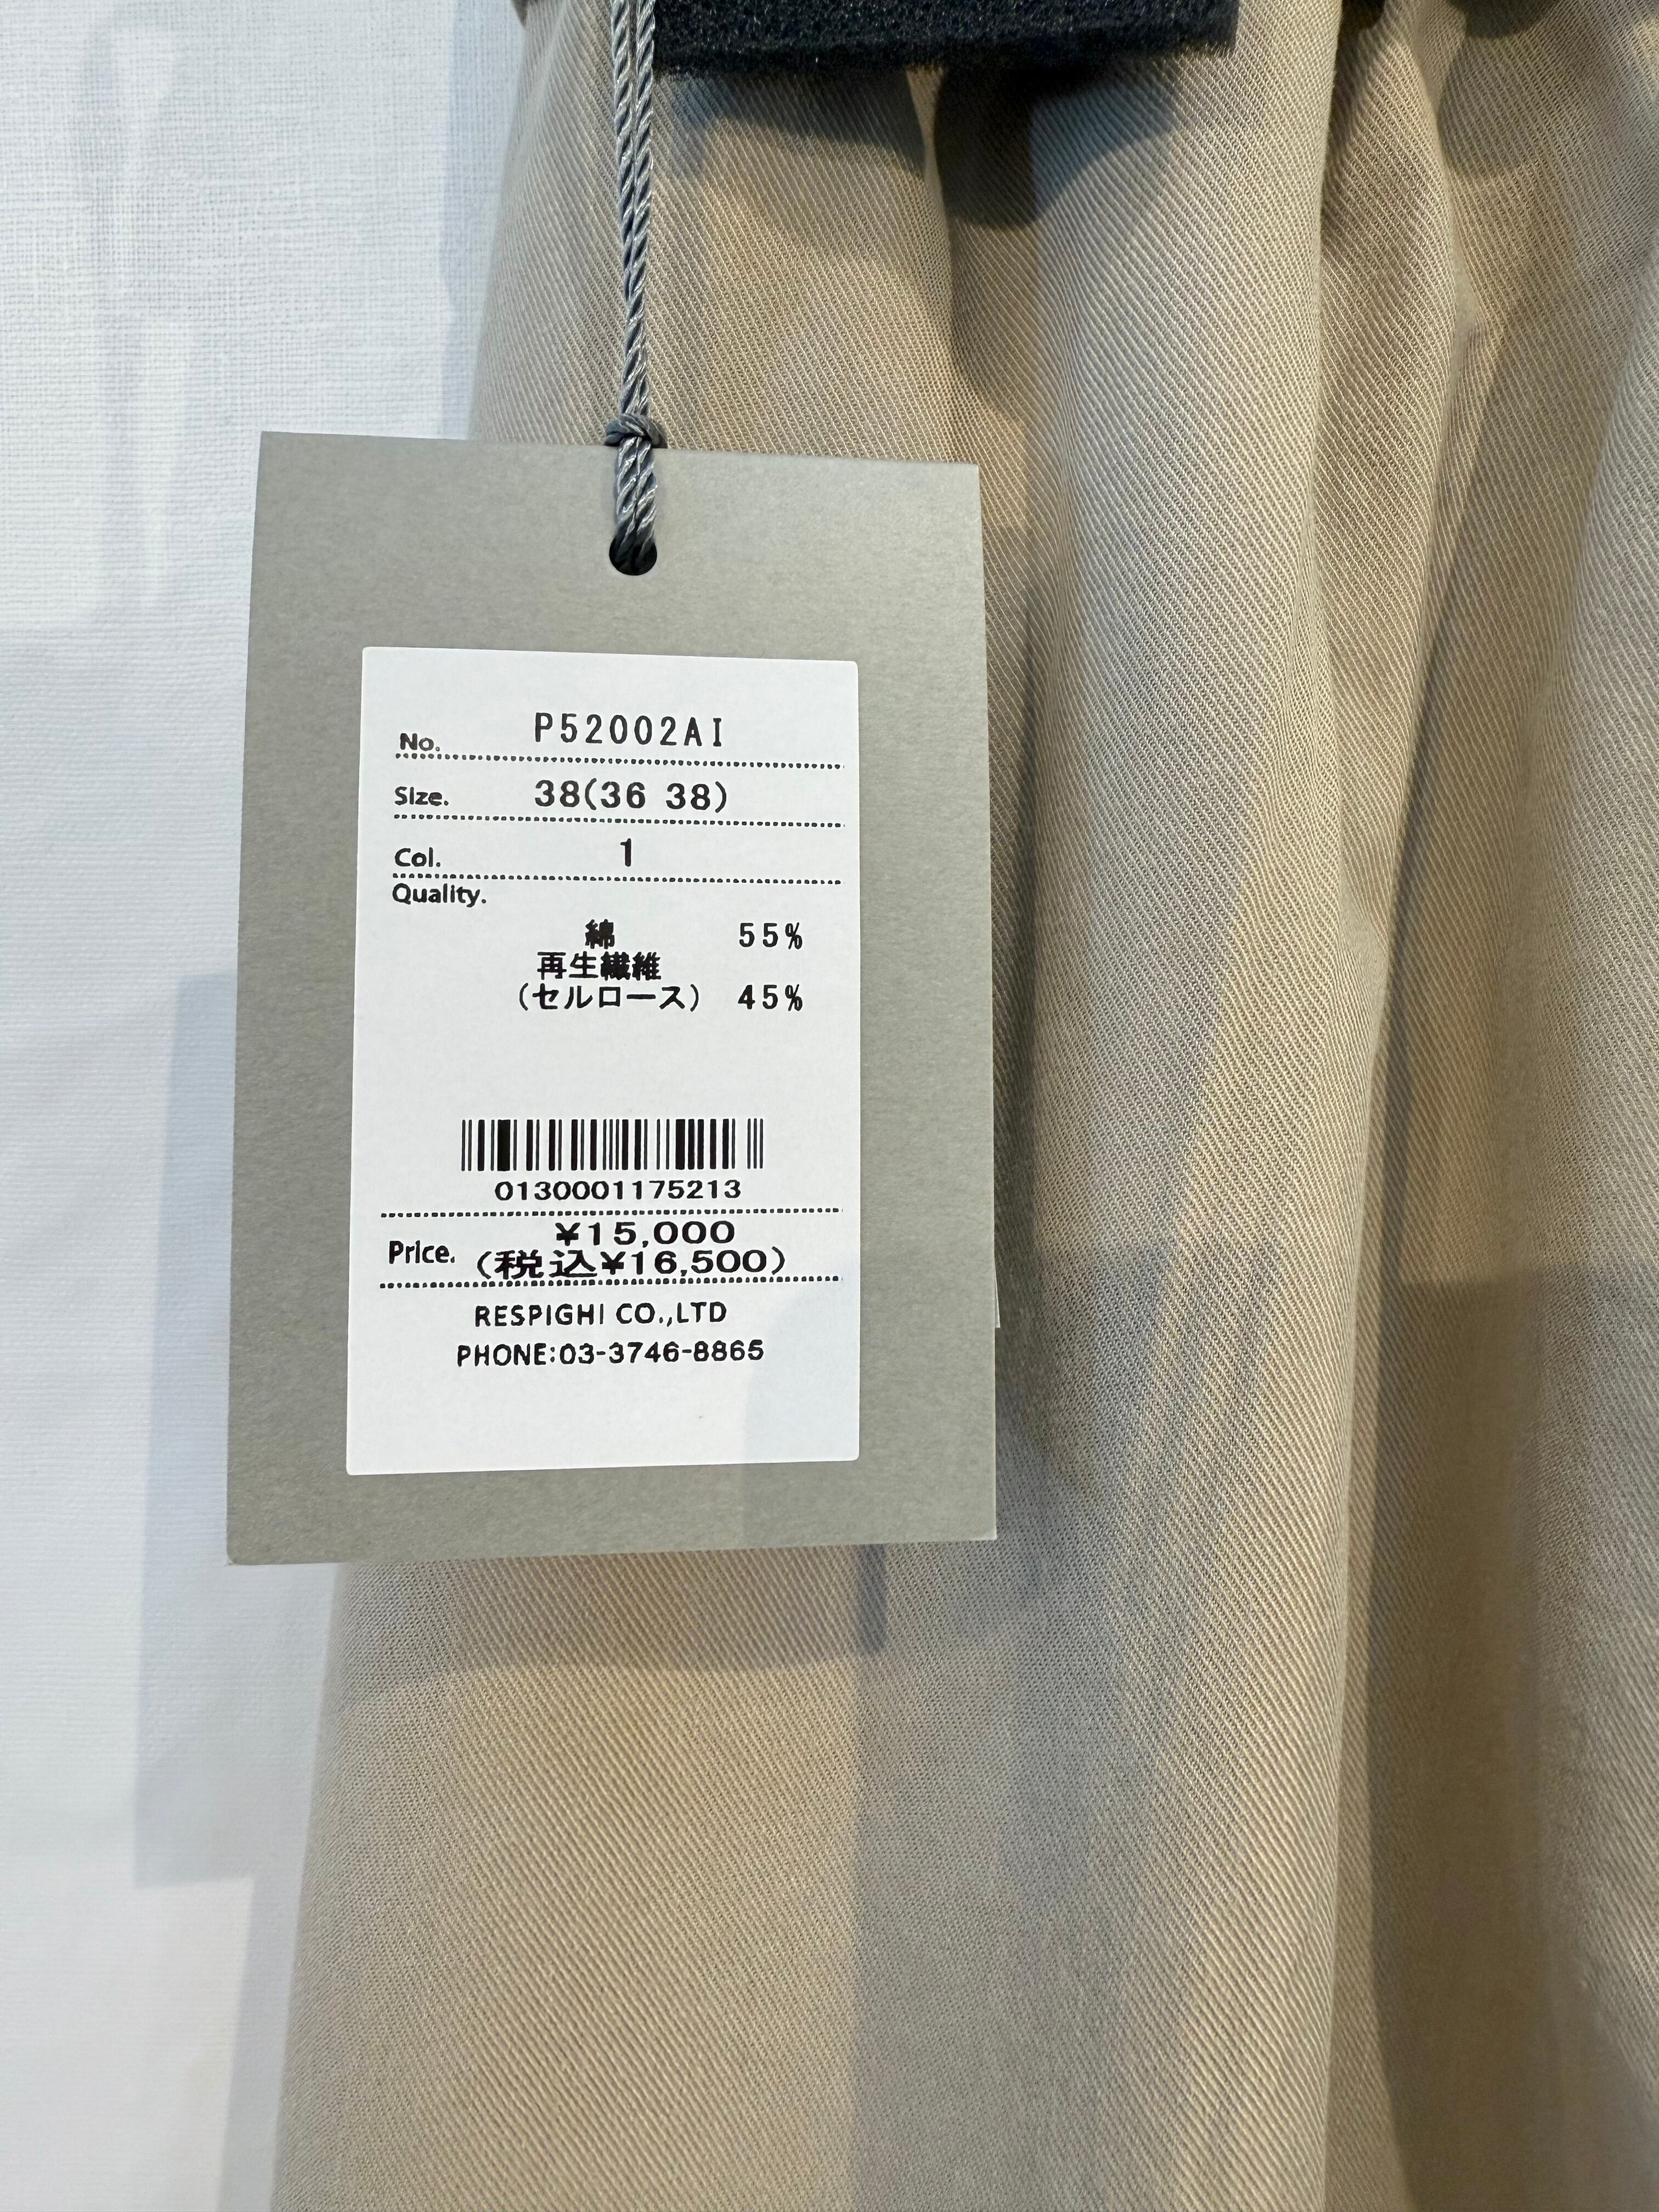 No. P52002AI
Size. 38(36 38)
Col. 1
Quality.
綿 55%
再生繊維
(セルロース) 45%
0130001175213
¥15,000
Price. (税込¥16,500)
RESPIGHI CO.,LTD
PHONE:03-3746-8865